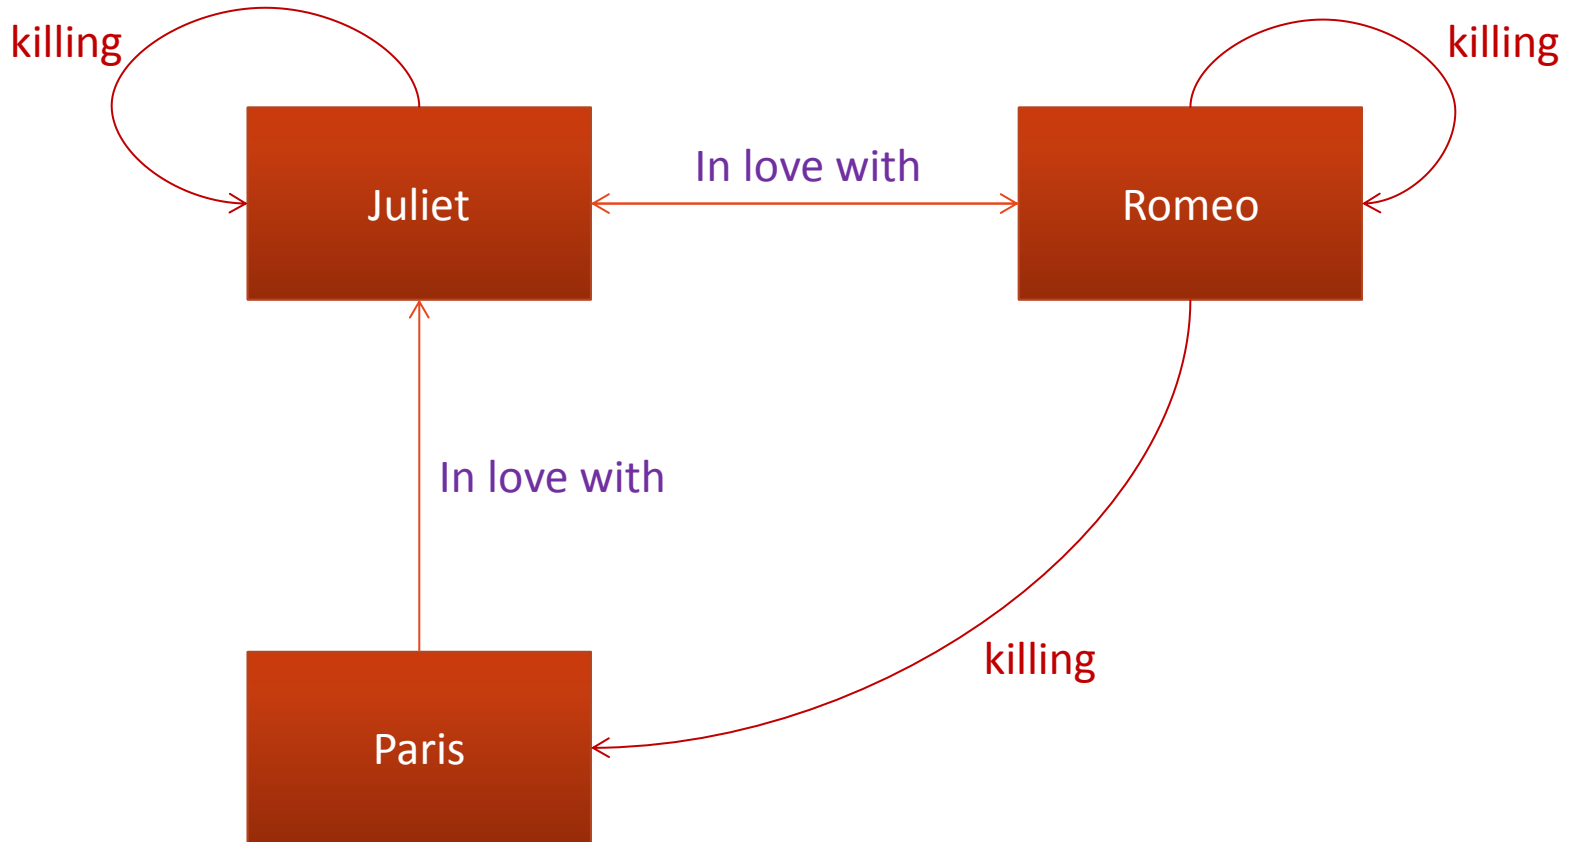 killing
killing
In love with
Juliet
Romeo
In love with
killing
Paris